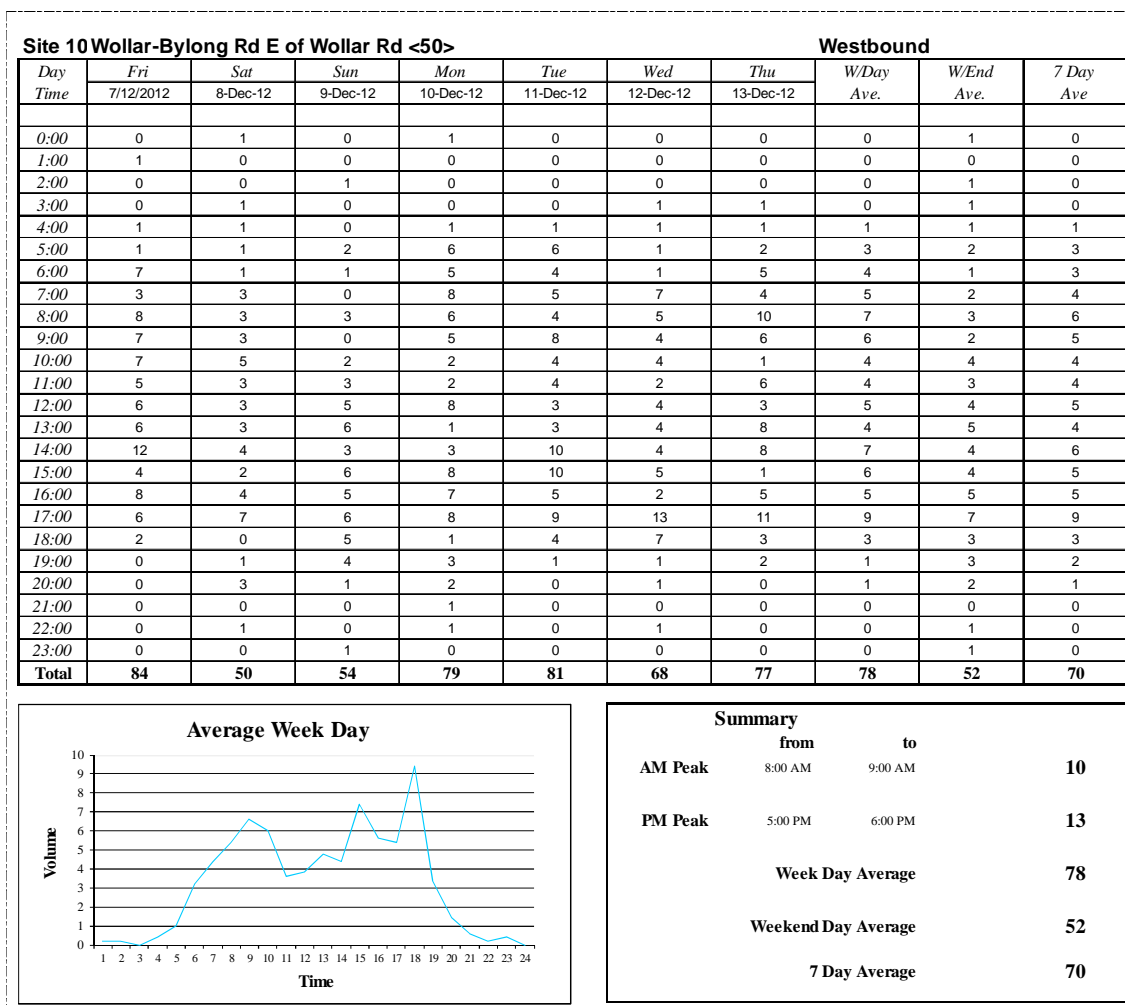 Site 10 Wollar-Bylong Rd E of Wollar Rd <50> Westbound
Day Fri Sat Sun Mon Tue Wed Thu W/Day W/End 7 Day
Time 7/12/2012 8-Dec-12 9-Dec-12 10-Dec-12 11-Dec-12 12-Dec-12 13-Dec-12 Ave. Ave. Ave
0:00 0 1 0 1 0 0 0 0 1 0
1:00 1 0 0 0 0 0 0 0 0 0
2:00 0 0 1 0 0 0 0 0 1 0
3:00 0 1 0 0 0 1 1 0 1 0
4:00 1 1 0 1 1 1 1 1 1 1
5:00 1 1 2 6 6 1 2 3 2 3
6:00 7 1 1 5 4 1 5 4 1 3
7:00 3 3 0 8 5 7 4 5 2 4
8:00 8 3 3 6 4 5 10 7 3 6
9:00 7 3 0 5 8 4 6 6 2 5
10:00 7 5 2 2 4 4 1 4 4 4
11:00 5 3 3 2 4 2 6 4 3 4
12:00 6 3 5 8 3 4 3 5 4 5
13:00 6 3 6 1 3 4 8 4 5 4
14:00 12 4 3 3 10 4 8 7 4 6
15:00 4 2 6 8 10 5 1 6 4 5
16:00 8 4 5 7 5 2 5 5 5 5
17:00 6 7 6 8 9 13 11 9 7 9
18:00 2 0 5 1 4 7 3 3 3 3
19:00 0 1 4 3 1 1 2 1 3 2
20:00 0 3 1 2 0 1 0 1 2 1
21:00 0 0 0 1 0 0 0 0 0 0
22:00 0 1 0 1 0 1 0 0 1 0
23:00 0 0 1 0 0 0 0 0 1 0
Total 84 50 54 79 81 68 77 78 52 70
Average Week Day
10
9
8
7
6
5
4
3
2
1
0
Volume
1 2 3 4 5 6 7 8 9 10 11 12 13 14 15 16 17 18 19 20 21 22 23 24
Time
Summary
from to
AM Peak 8:00 AM 9:00 AM 10
PM Peak 5:00 PM 6:00 PM 13
Week Day Average 78
Weekend Day Average 52
7 Day Average 70